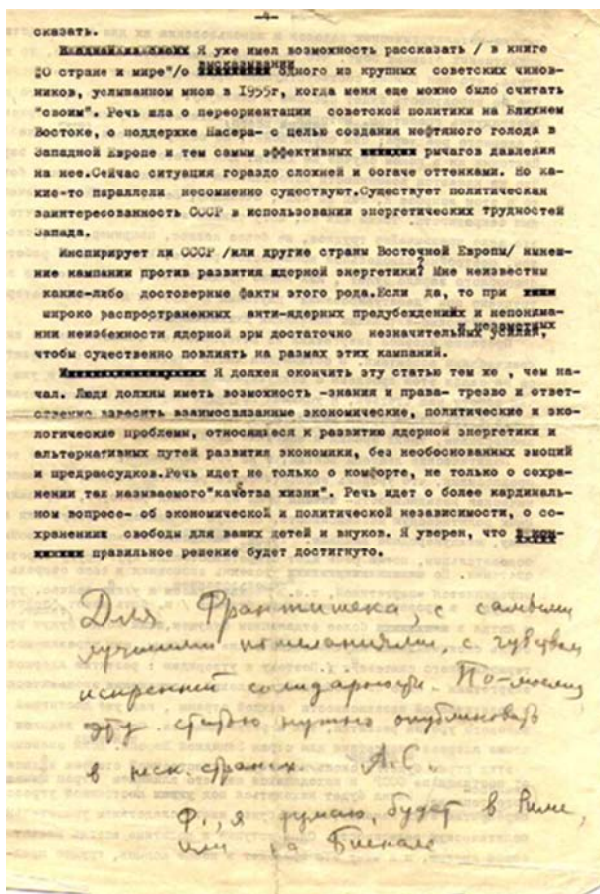 -4-
сказать.
Я уже имел возможность рассказать / в книге
"О стране и мире"/о высказывании одного из крупных советских чинов-
ников, услышанном мною в 1955г, когда меня еще можно было считать
"своим". Речь шла о переориентации советской политики на Ближнем
Востоке, о поддержке Насера- с целью создания нефтяного голода в
Западной Европе и тем самым эффективных рычагов давления
на нее.Сейчас ситуация гораздо сложней и богаче оттенками. Но ка-
кие-то параллели несомненно существуют.Существует политическая
заинтересованность СССР в использовании энергетических трудностей
Запада.
Инспирирует ли СССР /или другие страны Восточной Европы/ нынеш-
ние кампании против развития ядерной энергетики? Мне неизвестны
какие-либо достоверные факты этого рода.Если да, то при
широко распространенных анти-ядерных предубеждений и непонима-
нии неизбежности ядерной эры достаточно незначительных и незаметных усилий,
чтобы существенно повлиять на размах этих кампаний.
Я должен окончить эту статью тем же , чем на-
чал. Люди должны иметь возможность -знания и права- трезво и ответ-
ственно взвесить взаимосвязанные экономические, политические и эко-
логические проблемы, относящиеся к развитию ядерной энергетики и
альтернативных путей развития экономики, без необоснованных эмоций
и предрассудков.Речь идет не только о комфорте, не только о сохра-
нении так называемого"качества жизни". Речь идет о более кардиналь-
ном вопросе- об экономической и политической независимости, о со-
хранениих свободы для ваших детей и внуков. Я уверен, что
правильное решение будет достигнуто.
Для Франтишека, с самыми
лучшими пожеланиями, с чувством
искренней солидарности. По-моему
эту статью нужно опубликовать
в неск. странах. А.С.
Ф., я думаю, будет в Риме,
или на Биенале